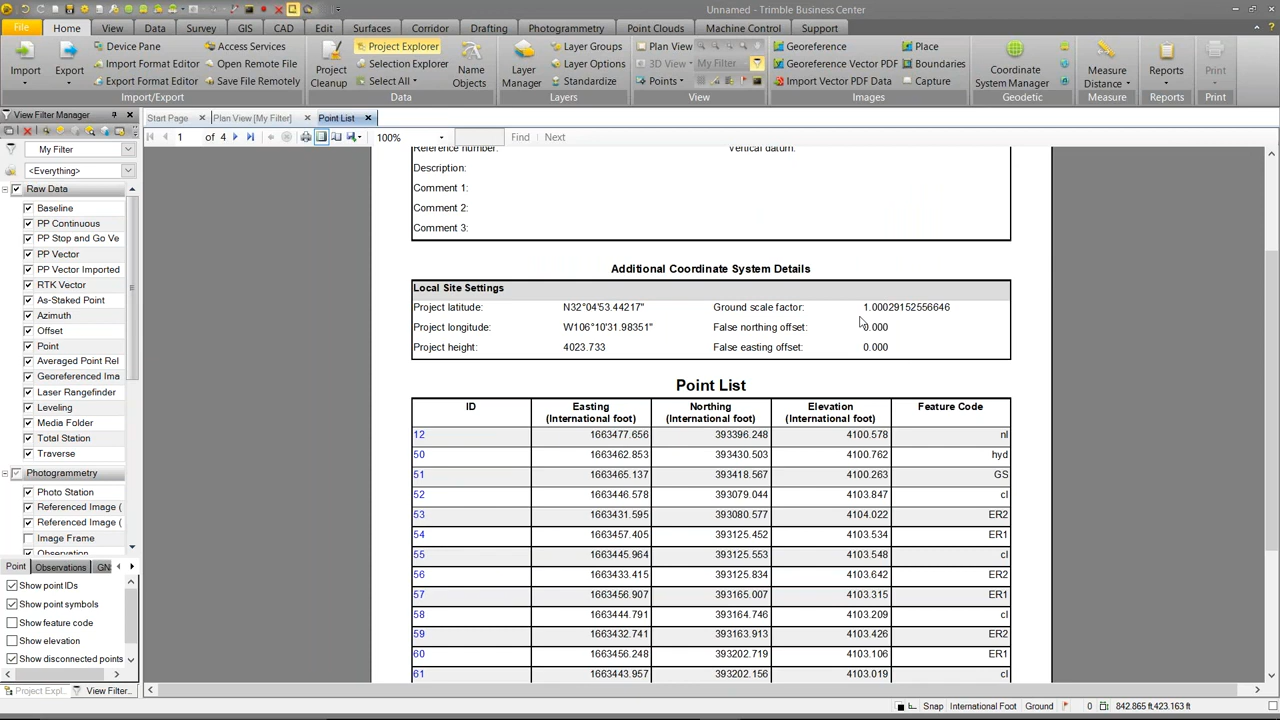 Unnamed - Trimble Business Center
File Home View Data Survey GIS CAD Edit Surfaces Corridor Drafting Photogrammetry Point Clouds Machine Control Support
Import
Export
Device Pane
Import Format Editor
Export Format Editor
Access Services
Open Remote File
Save File Remotely
Import/Export
Project Cleanup
Project Explorer
Selection Explorer
Select All
Name Objects
Data
Layer Manager
Layer Groups
Layer Options
Standardize
Layers
Plan View
3D View
My Filter
Points
View
Georeference
Georeference Vector PDF
Import Vector PDF Data
Place
Boundaries
Capture
Images
Coordinate System Manager
Geodetic
Measure Distance
Measure
Reports
Reports
Print
Print
View Filter Manager
Start Page
Plan View [My Filter]
Point List
1 of 4
100%
Find
Next
My Filter
<Everything>
Raw Data
Baseline
PP Continuous
PP Stop and Go Ve
PP Vector
PP Vector Imported
RTK Vector
As-Staked Point
Azimuth
Offset
Point
Averaged Point Rel
Georeferenced Ima
Laser Rangefinder
Leveling
Media Folder
Total Station
Traverse
Photogrammetry
Photo Station
Referenced Image (
Referenced Image (
Image Frame
Observation
Point Observations GN
Show point IDs
Show point symbols
Show feature code
Show elevation
Show disconnected points
Project Expl... View Filter...
Reference number: Vertical datum:
Description:
Comment 1:
Comment 2:
Comment 3:
Additional Coordinate System Details
Local Site Settings
Project latitude: N32°04'53.44217" Ground scale factor: 1.00029152556646
Project longitude: W106°10'31.98351" False northing offset: 0.000
Project height: 4023.733 False easting offset: 0.000
Point List
ID Easting (International foot) Northing (International foot) Elevation (International foot) Feature Code
12 1663477.656 393396.248 4100.578 nl
50 1663462.853 393430.503 4100.762 hyd
51 1663465.137 393418.567 4100.263 GS
52 1663446.578 393079.044 4103.847 cl
53 1663431.595 393080.577 4104.022 ER2
54 1663457.405 393125.452 4103.534 ER1
55 1663445.964 393125.553 4103.548 cl
56 1663433.415 393125.834 4103.642 ER2
57 1663456.907 393165.007 4103.315 ER1
58 1663444.791 393164.746 4103.209 cl
59 1663432.741 393163.913 4103.426 ER2
60 1663456.248 393202.719 4103.106 ER1
61 1663443.957 393202.156 4103.019 cl
Snap International Foot Ground 0 842.865 ft,423.163 ft